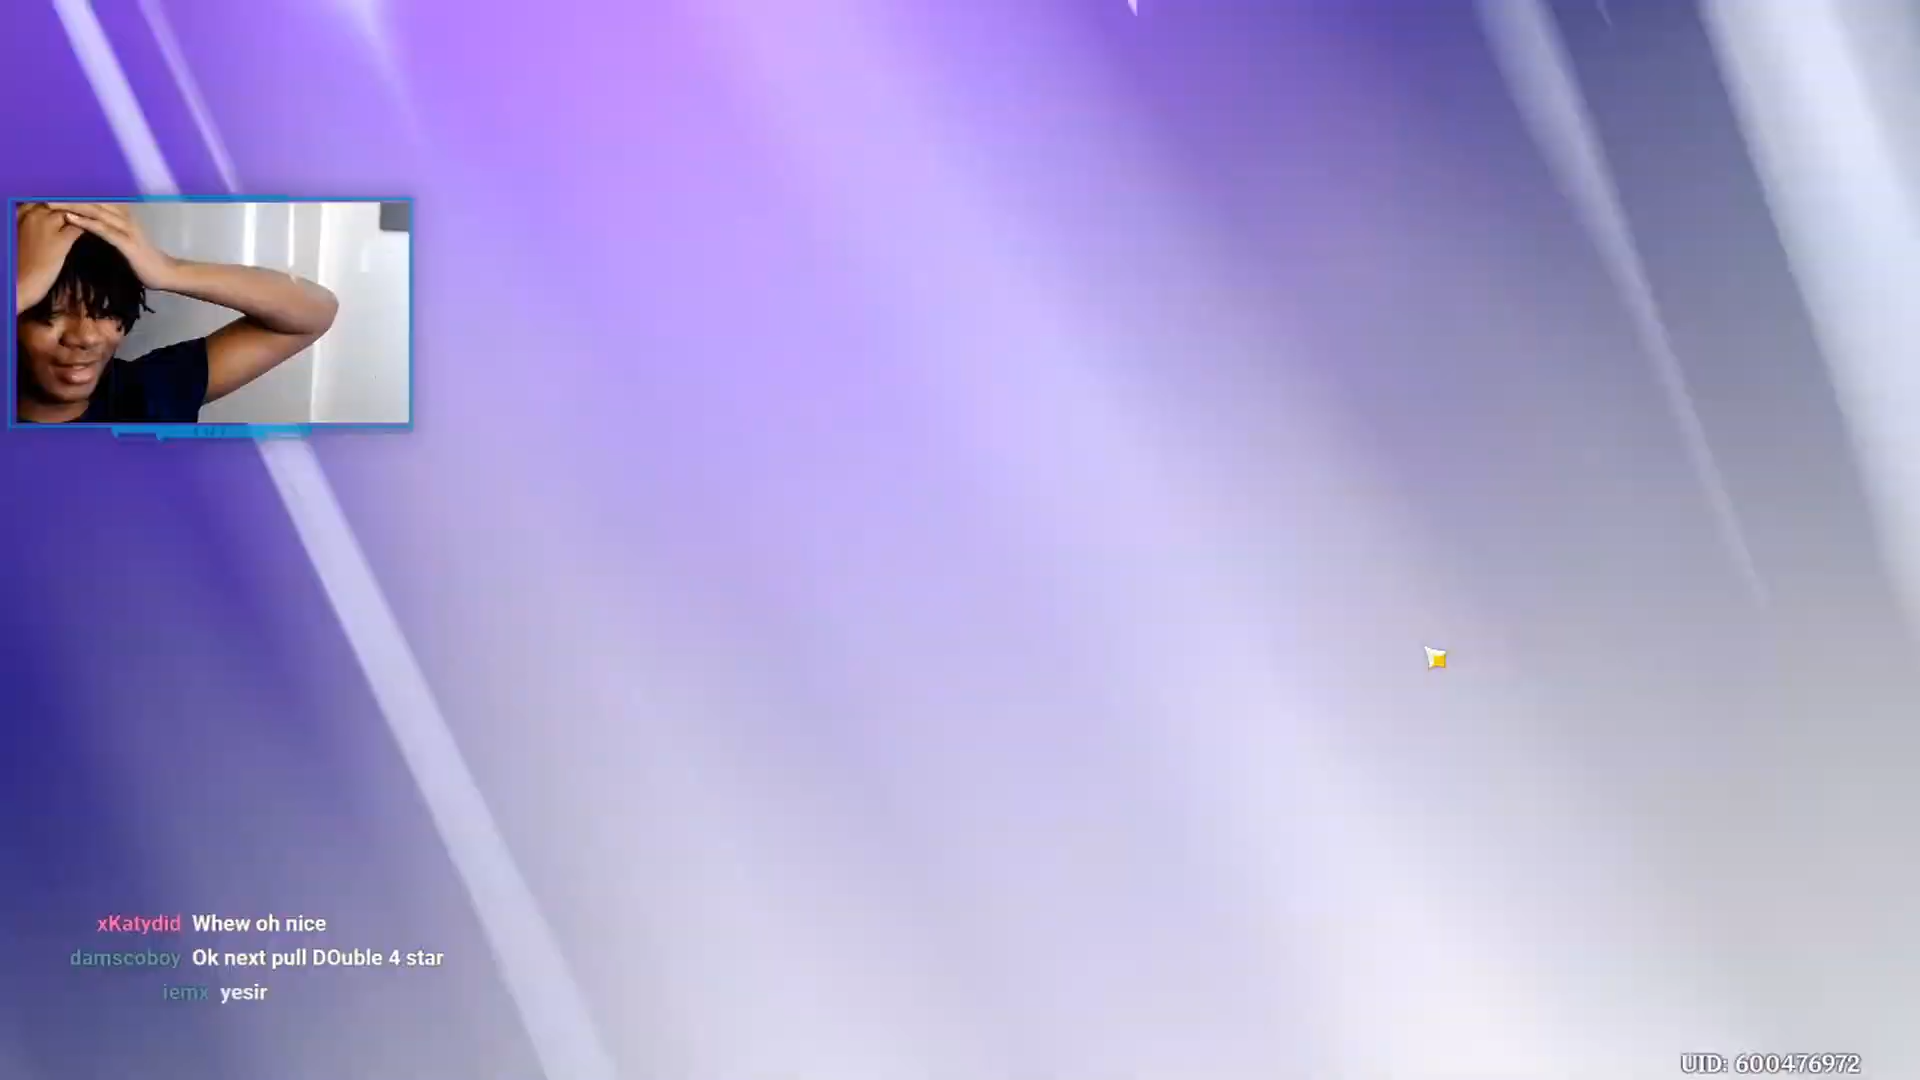 xKatydid Whew oh nice
damscoboy Ok next pull DOuble 4 star
iemx yesir
UID: 600476972